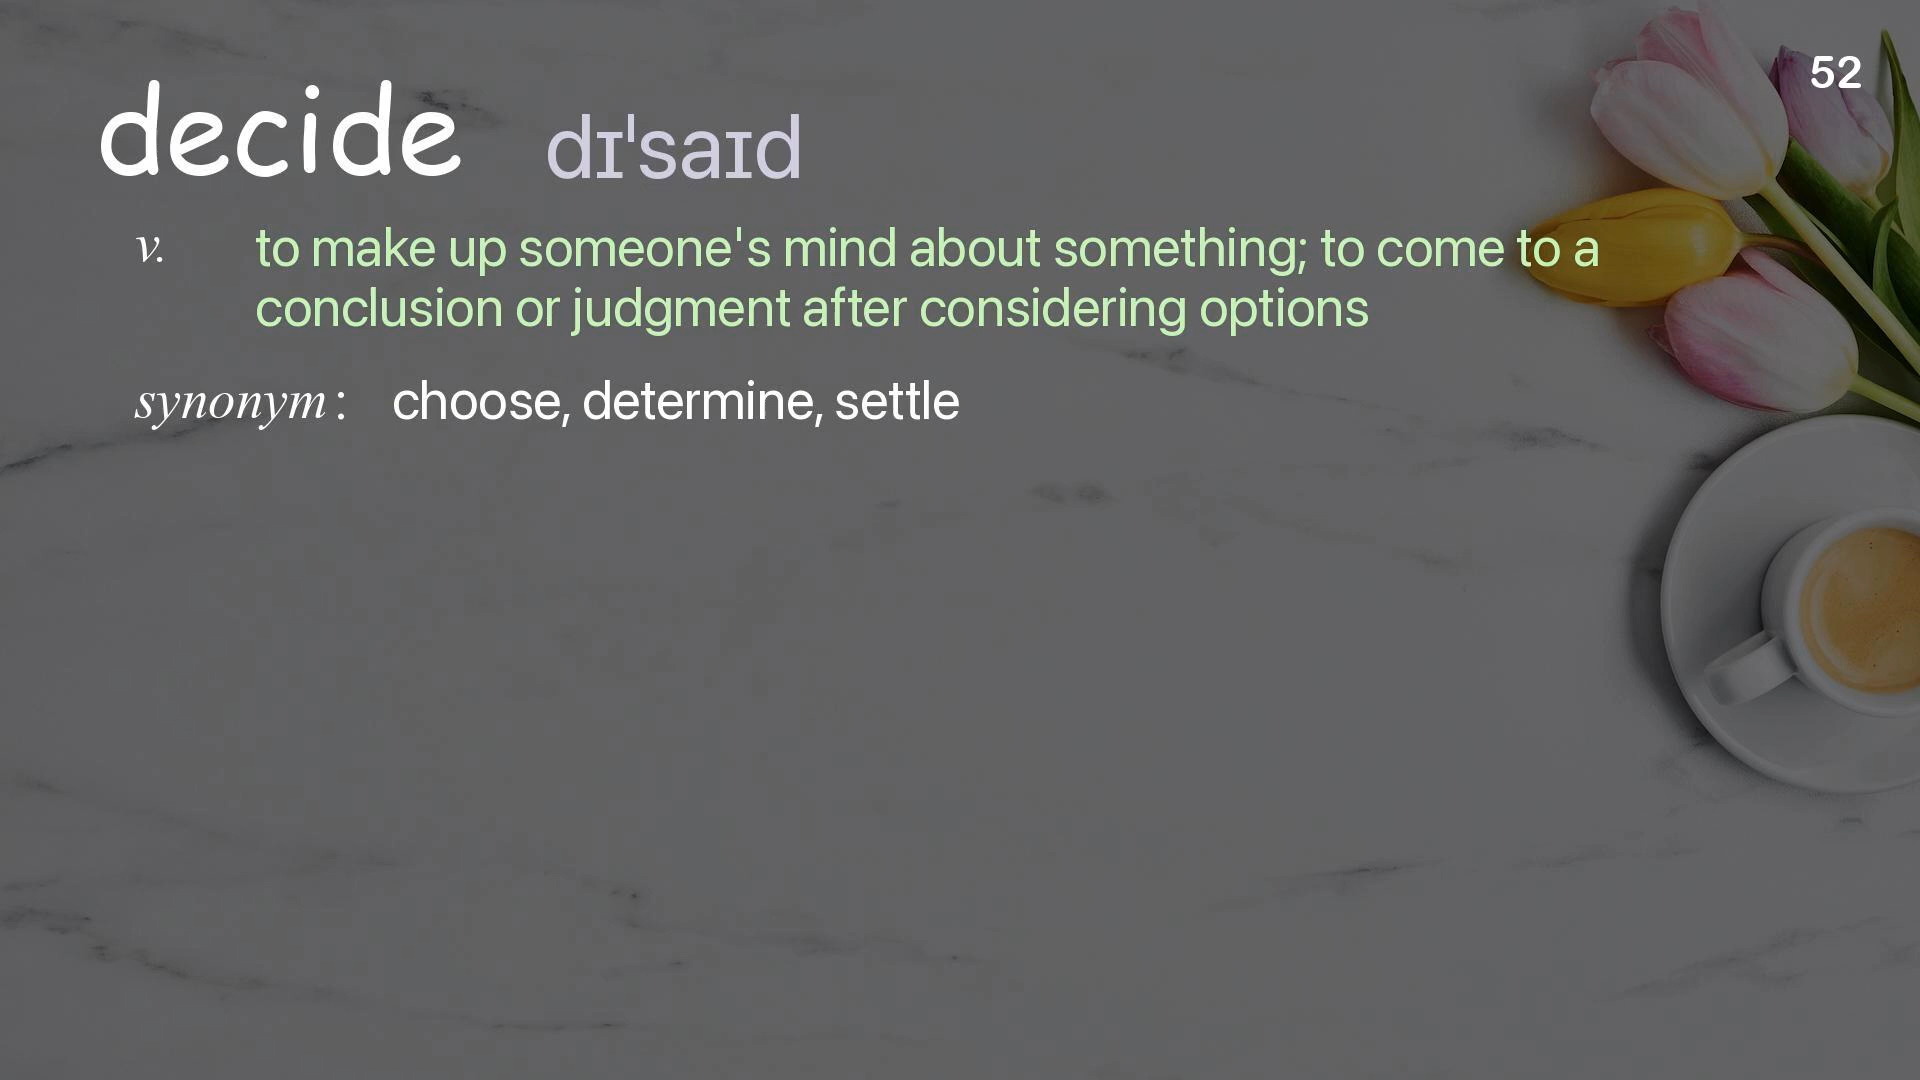 52
decide dɪˈsaɪd
v. to make up someone's mind about something; to come to a
conclusion or judgment after considering options
synonym : choose, determine, settle